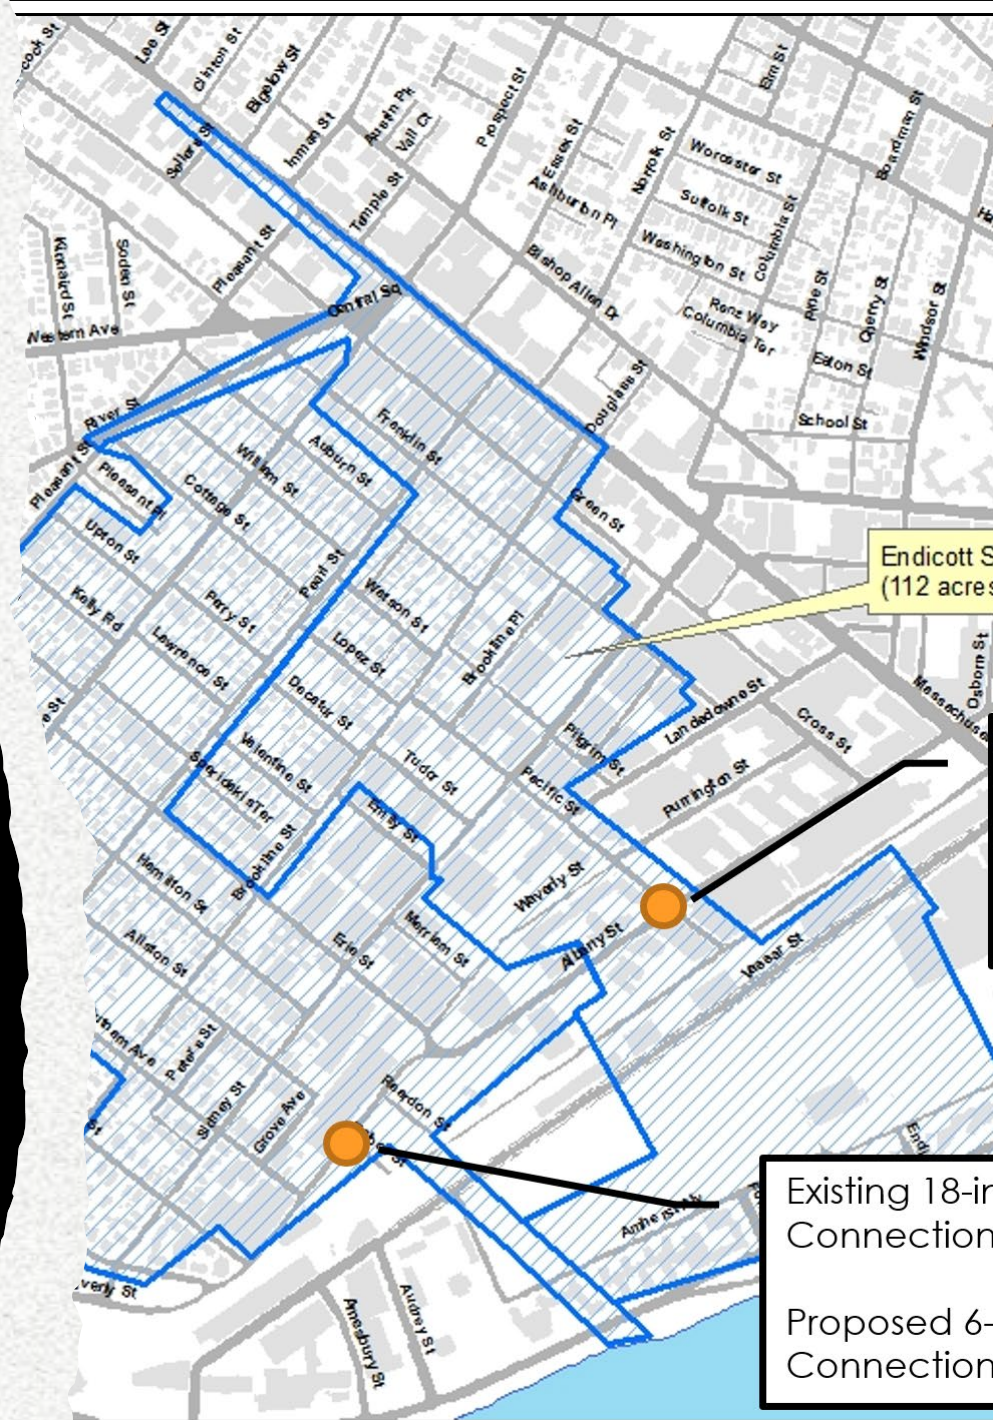 Lee St
Clinton St
Bigelow St
Inman St
Austin Pk
Vail Ct
Prospect St
Essex St
Norfolk St
Elm St
Boardman St
Worcester St
Suffolk St
Washington St
Columbia St
Ashburton Pl
Bishop Allen Dr
Temple St
Sellers St
Pleasant St
Kinnaird St
Soden St
Western Ave
Central Sq
Pine St
Cherry St
Windsor St
Columbia Ter
Eaton St
School St
Douglass St
River St
Pleasant St
Pleasant Pl
Franklin St
Auburn St
William St
Cottage St
Green St
Upton St
Kelly Rd
Perry St
Pearl St
Watson St
Lopez St
Brookline Pl
Lawrence St
Decatur St
Endicott S
(112 acres
Osborn St
Massachuse
Landsdowne St
Cross St
Pilgrim St
Purrington St
Pacific St
Tudor St
Valentine St
Emily St
Brookline St
Hamilton St
Waverly St
Albany St
Vassar St
Merriam St
Erie St
Allston St
Peters St
Sidney St
Grove Ave
Reardon St
Amherst Aly
verly St
Amesbury St
Audrey St
Existing 18-in
Connection
Proposed 6-
Connection